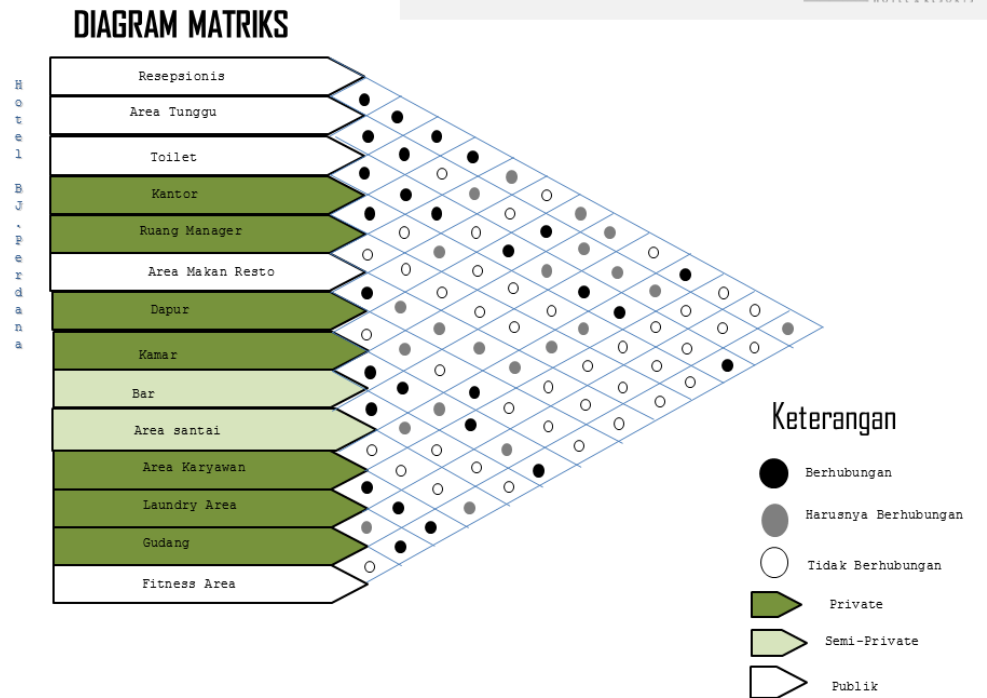 DIAGRAM MATRIKS
Hotel BJ.Perdana
Resepsionis
Area Tunggu
Toilet
Kantor
Ruang Manager
Area Makan Resto
Dapur
Kamar
Bar
Area santai
Area Karyawan
Laundry Area
Gudang
Fitness Area
Keterangan
Berhubungan
Harusnya Berhubungan
Tidak Berhubungan
Private
Semi-Private
Publik